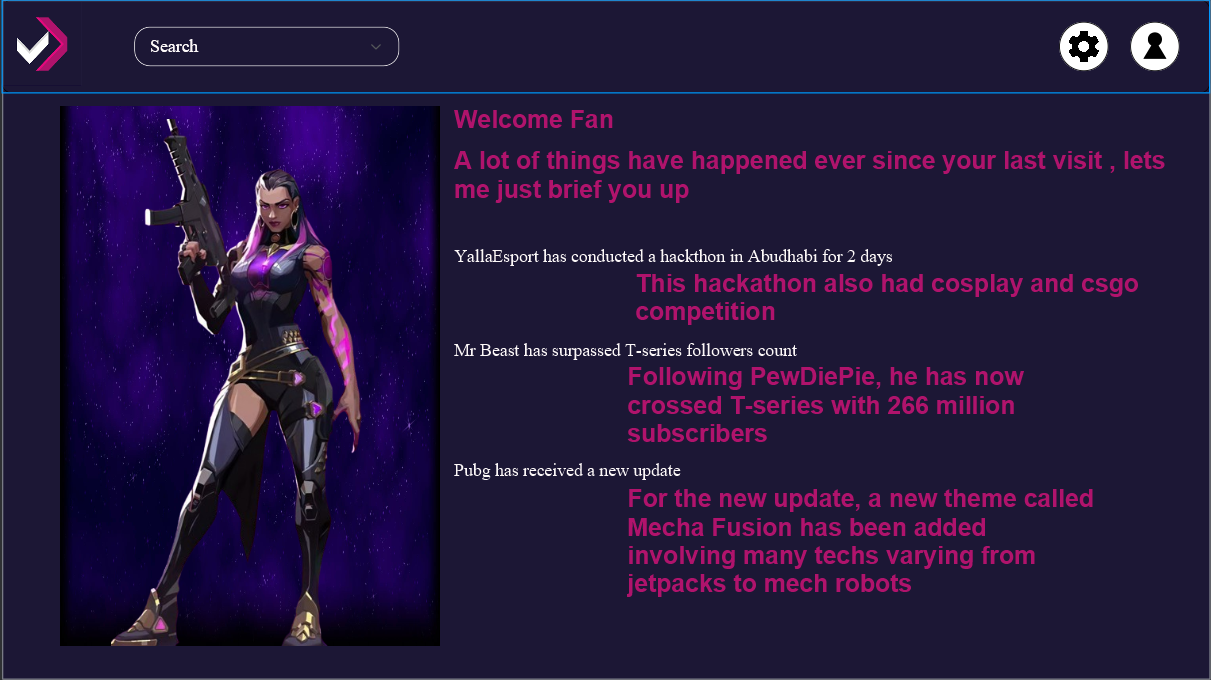 Search
Welcome Fan
A lot of things have happened ever since your last visit , lets
me just brief you up
YallaEsport has conducted a hackthon in Abudhabi for 2 days
This hackathon also had cosplay and csgo
competition
Mr Beast has surpassed T-series followers count
Following PewDiePie, he has now
crossed T-series with 266 million
subscribers
Pubg has received a new update
For the new update, a new theme called
Mecha Fusion has been added
involving many techs varying from
jetpacks to mech robots